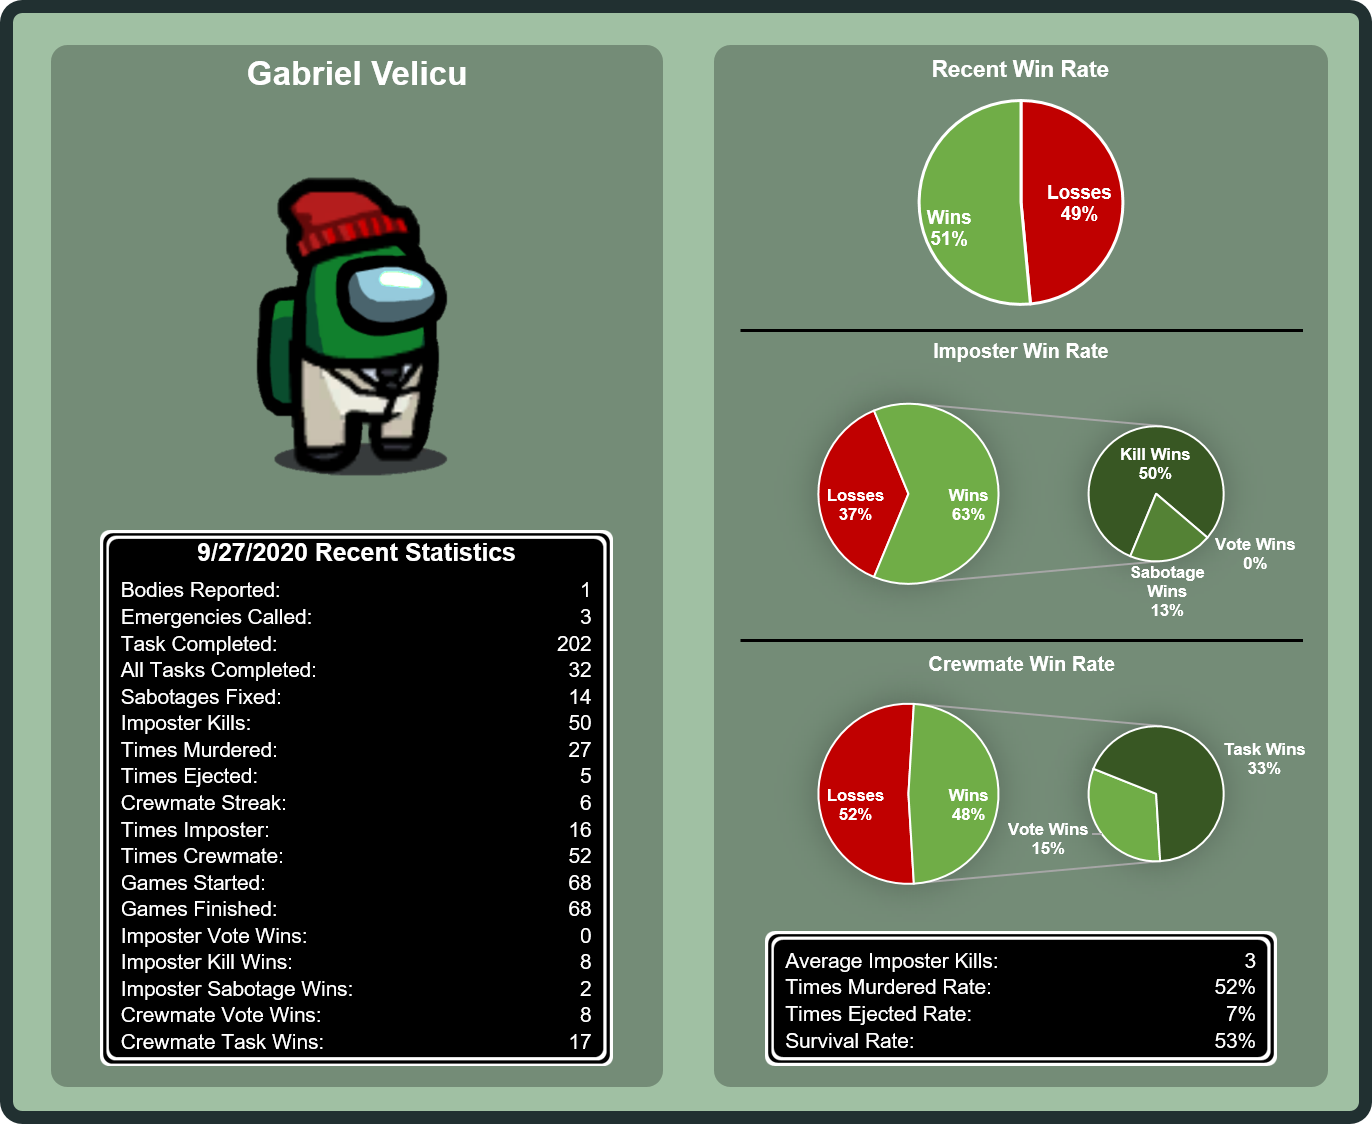 Gabriel Velicu
9/27/2020 Recent Statistics
Bodies Reported: 1
Emergencies Called: 3
Task Completed: 202
All Tasks Completed: 32
Sabotages Fixed: 14
Imposter Kills: 50
Times Murdered: 27
Times Ejected: 5
Crewmate Streak: 6
Times Imposter: 16
Times Crewmate: 52
Games Started: 68
Games Finished: 68
Imposter Vote Wins: 0
Imposter Kill Wins: 8
Imposter Sabotage Wins: 2
Crewmate Vote Wins: 8
Crewmate Task Wins: 17
Recent Win Rate
Losses
49%
Wins
51%
Imposter Win Rate
Losses
37%
Wins
63%
Kill Wins
50%
Vote Wins
0%
Sabotage
Wins
13%
Crewmate Win Rate
Losses
52%
Wins
48%
Task Wins
33%
Vote Wins
15%
Average Imposter Kills: 3
Times Murdered Rate: 52%
Times Ejected Rate: 7%
Survival Rate: 53%